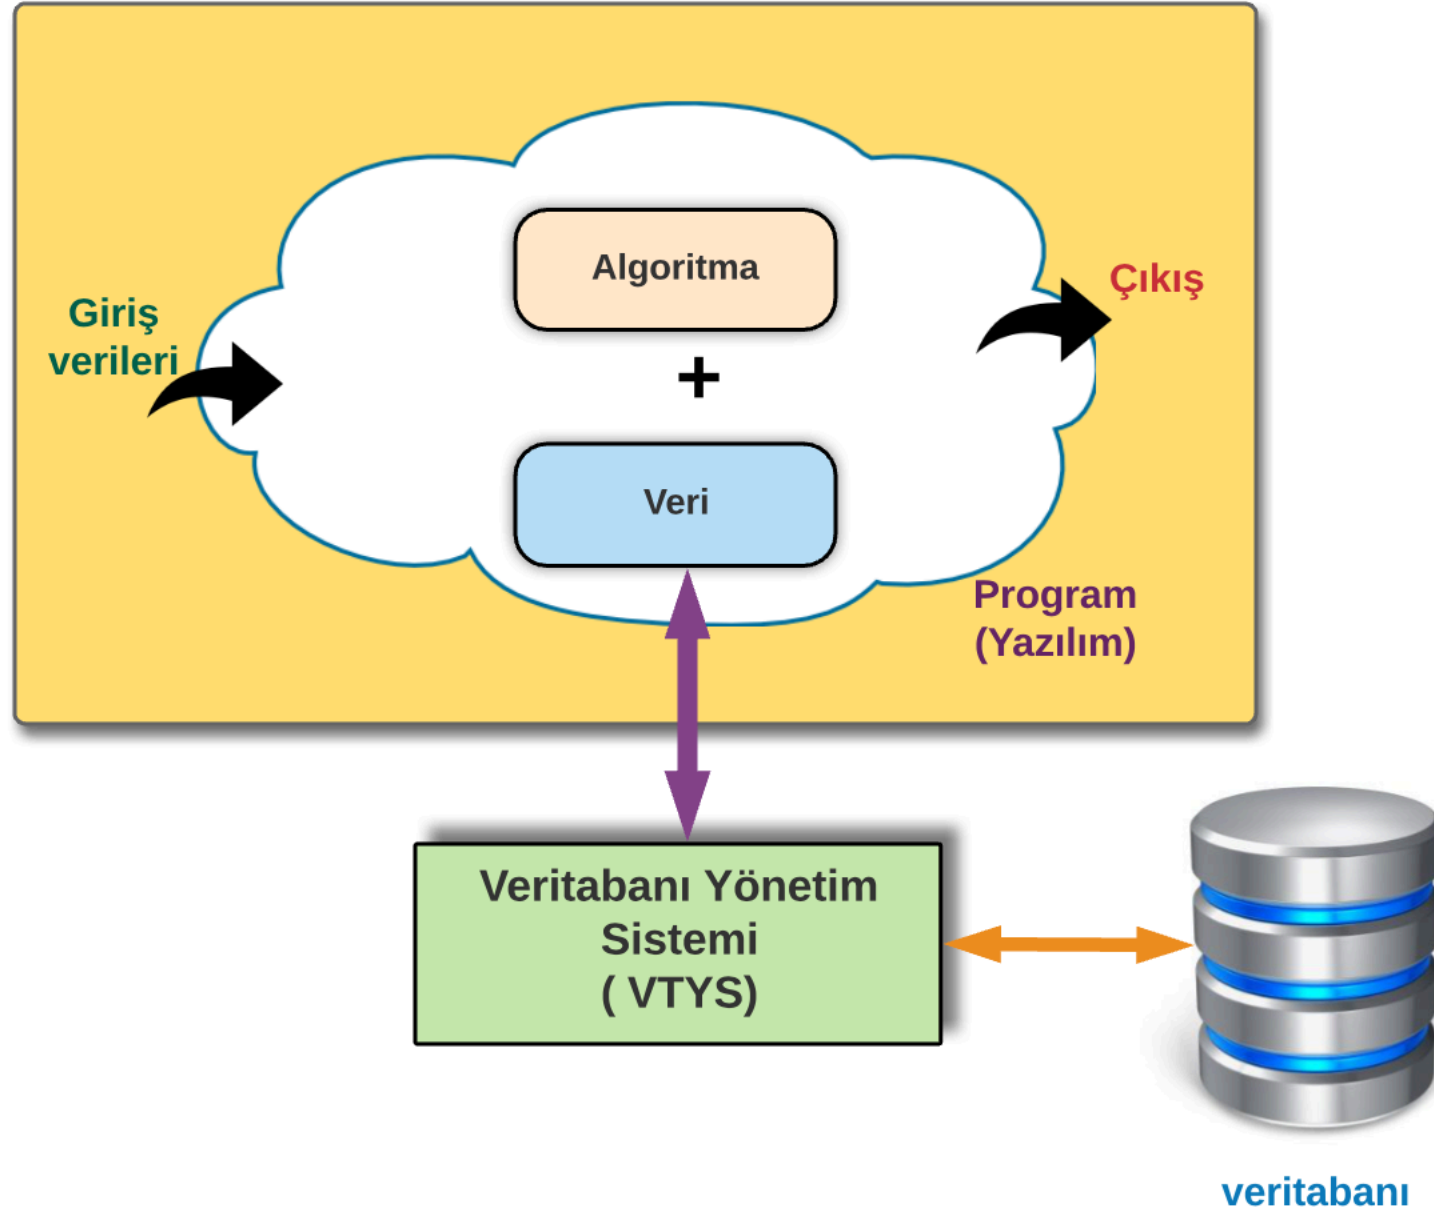 Algoritma
Giriş
verileri
Çıkış
+
Veri
Program
(Yazılım)
Veritabanı Yönetim
Sistemi
( VTYS)
veritabanı